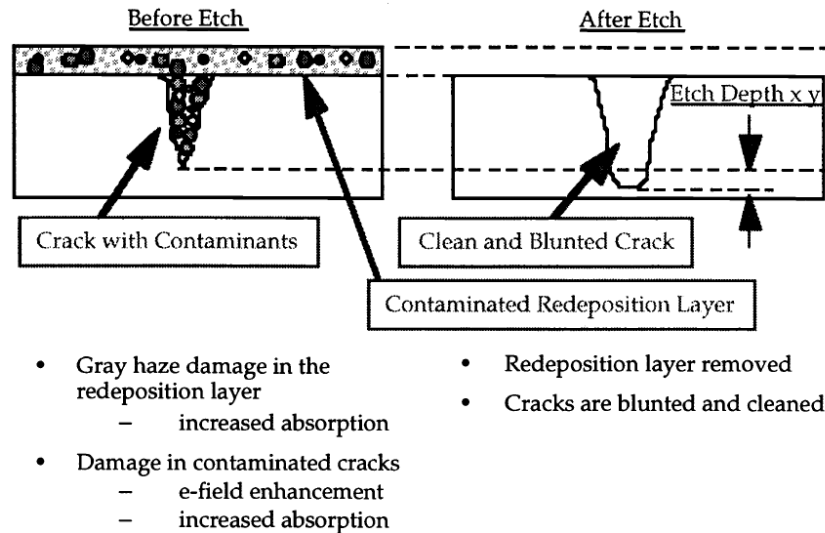 Before Etch
After Etch
Etch Depth x y
Crack with Contaminants
Clean and Blunted Crack
Contaminated Redeposition Layer
• Gray haze damage in the
redeposition layer
– increased absorption
• Damage in contaminated cracks
– e-field enhancement
– increased absorption
• Redeposition layer removed
• Cracks are blunted and cleaned